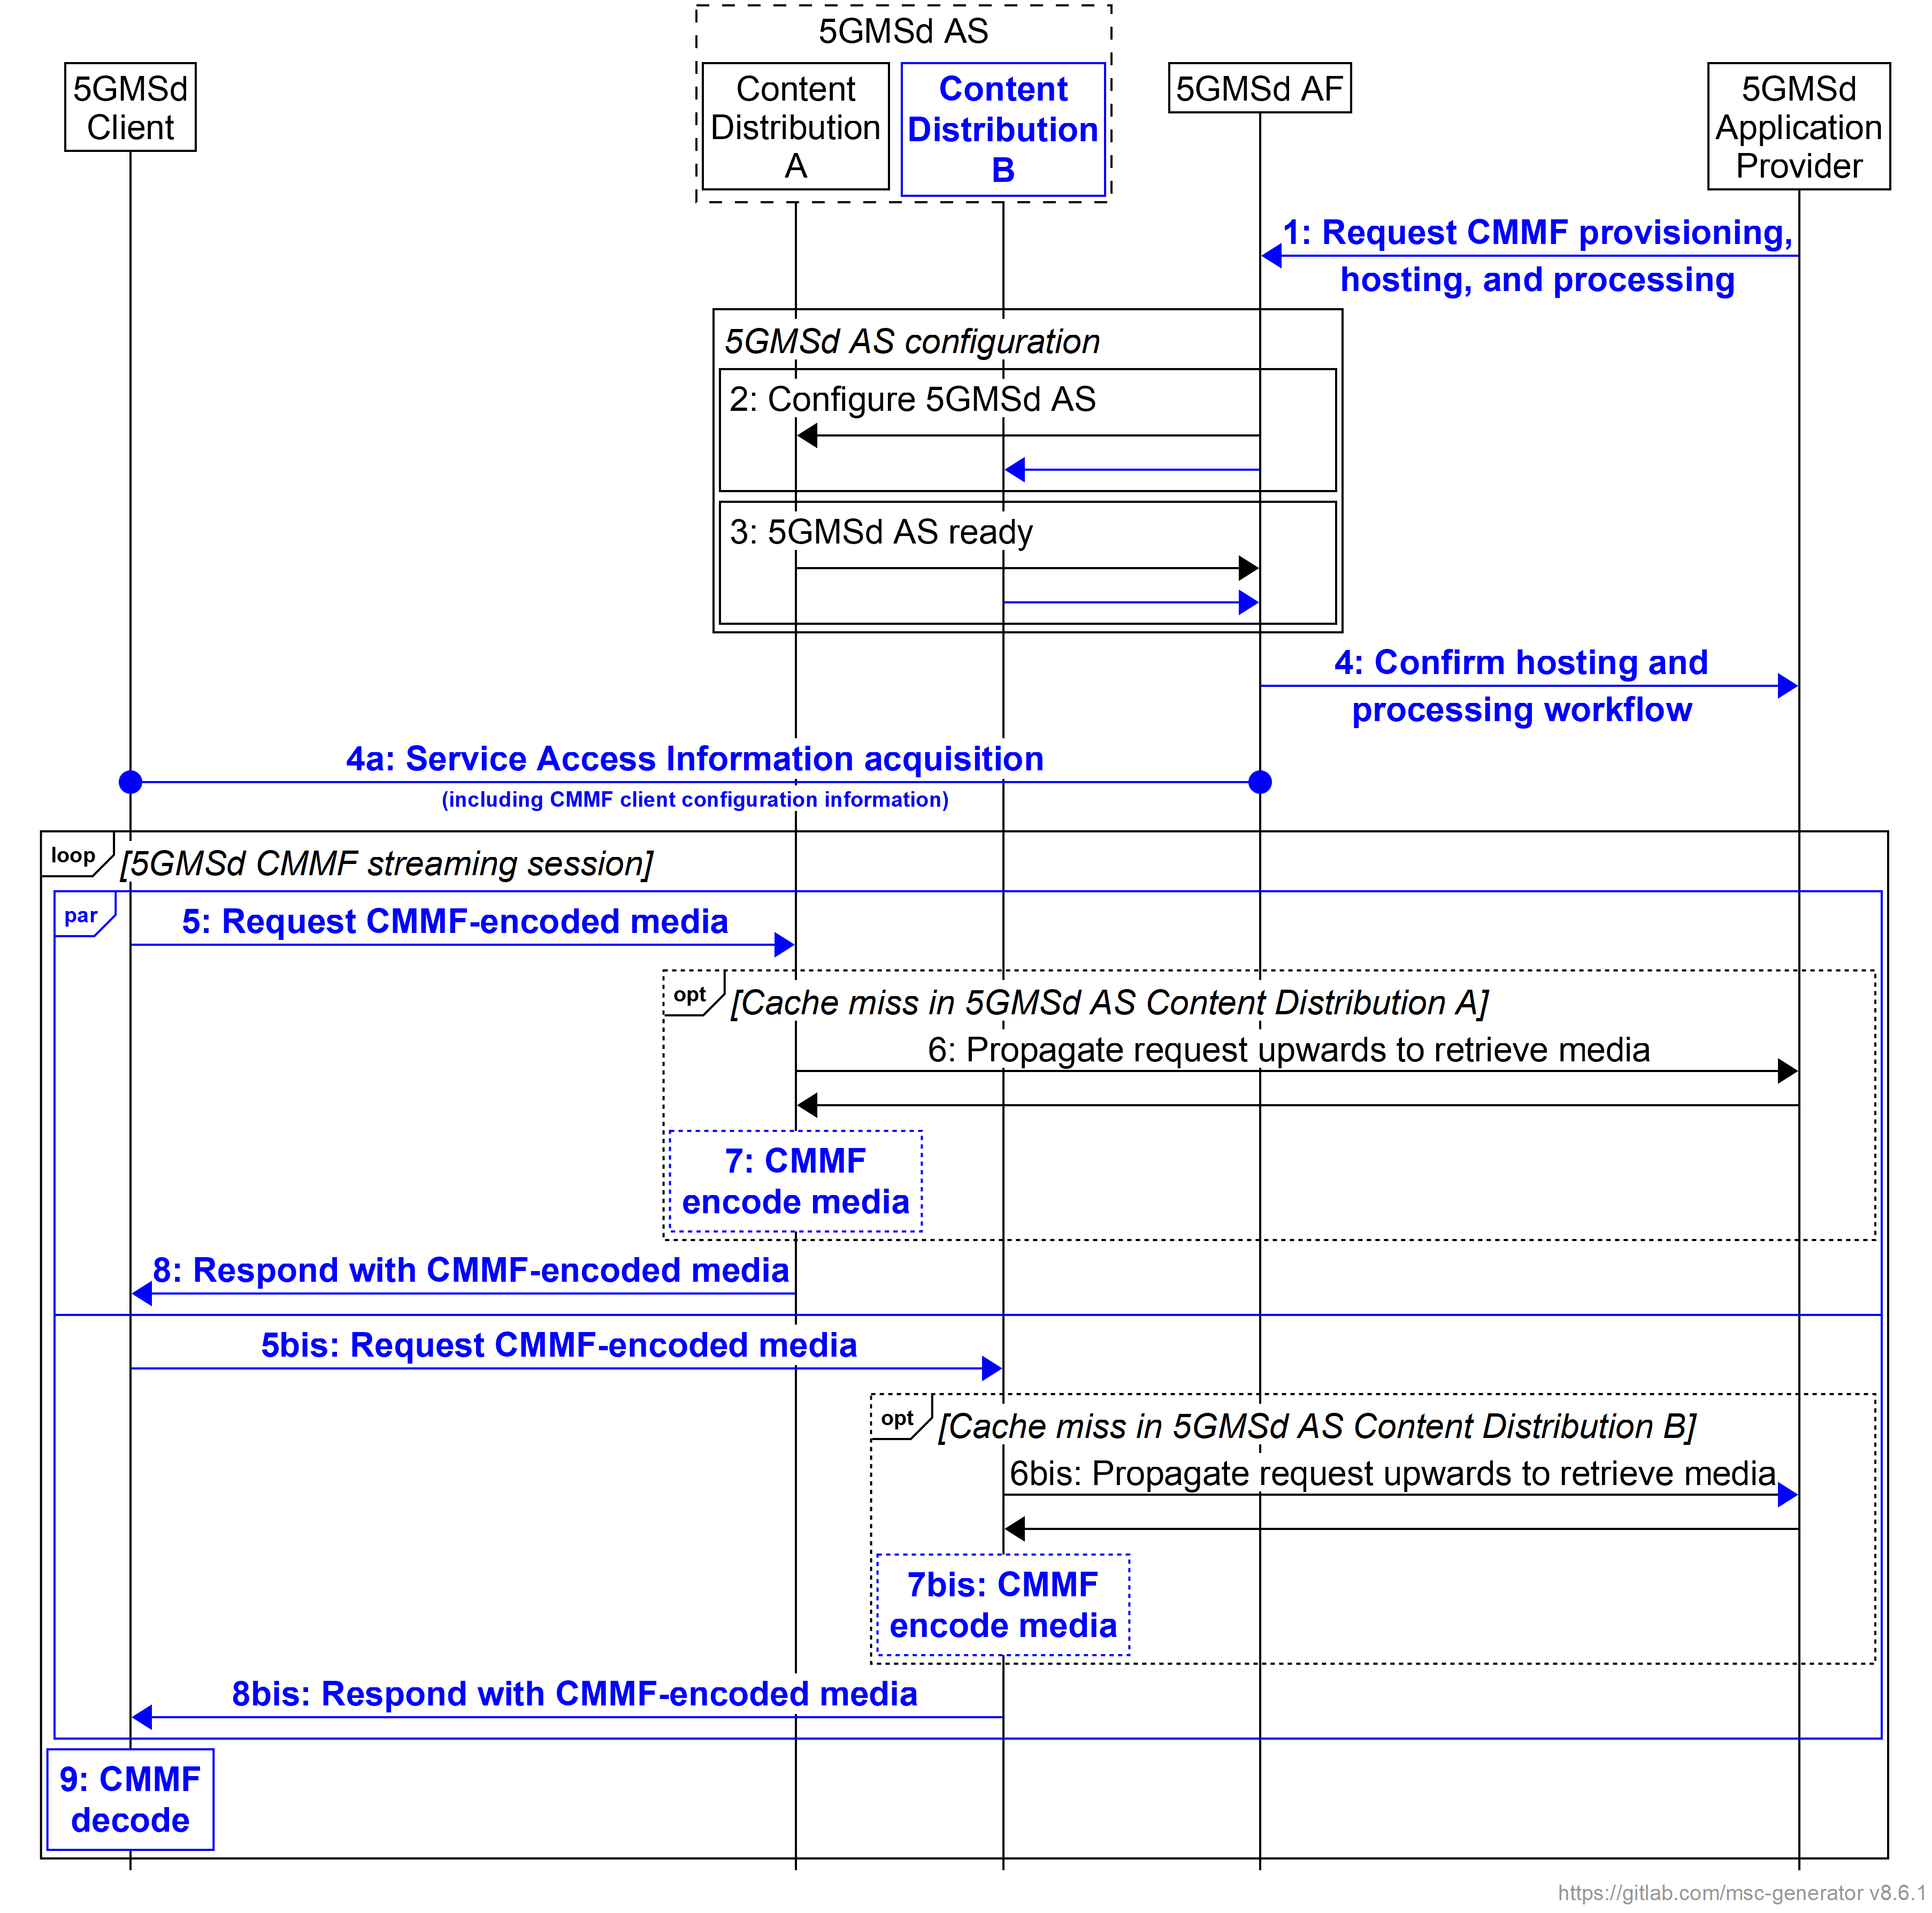 5GMSd AS
5GMSd
Client
Content
Distribution
A
Content
Distribution
B
5GMSd AF
5GMSd
Application
Provider
1: Request CMMF provisioning,
hosting, and processing
5GMSd AS configuration
2: Configure 5GMSd AS
3: 5GMSd AS ready
4: Confirm hosting and
processing workflow
4a: Service Access Information acquisition
(including CMMF client configuration information)
loop
[5GMSd CMMF streaming session]
par
5: Request CMMF-encoded media
opt
[Cache miss in 5GMSd AS Content Distribution A]
6: Propagate request upwards to retrieve media
7: CMMF
encode media
8: Respond with CMMF-encoded media
5bis: Request CMMF-encoded media
opt
[Cache miss in 5GMSd AS Content Distribution B]
6bis: Propagate request upwards to retrieve media
7bis: CMMF
encode media
8bis: Respond with CMMF-encoded media
9: CMMF
decode
https://gitlab.com/msc-generator v8.6.1